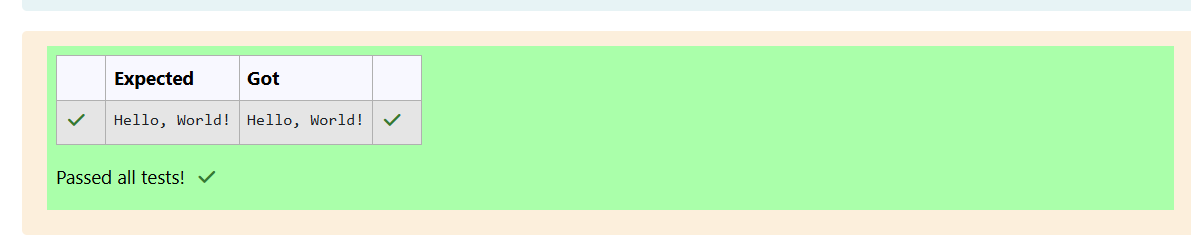 Expected Got
Hello, World! Hello, World!
Passed all tests!